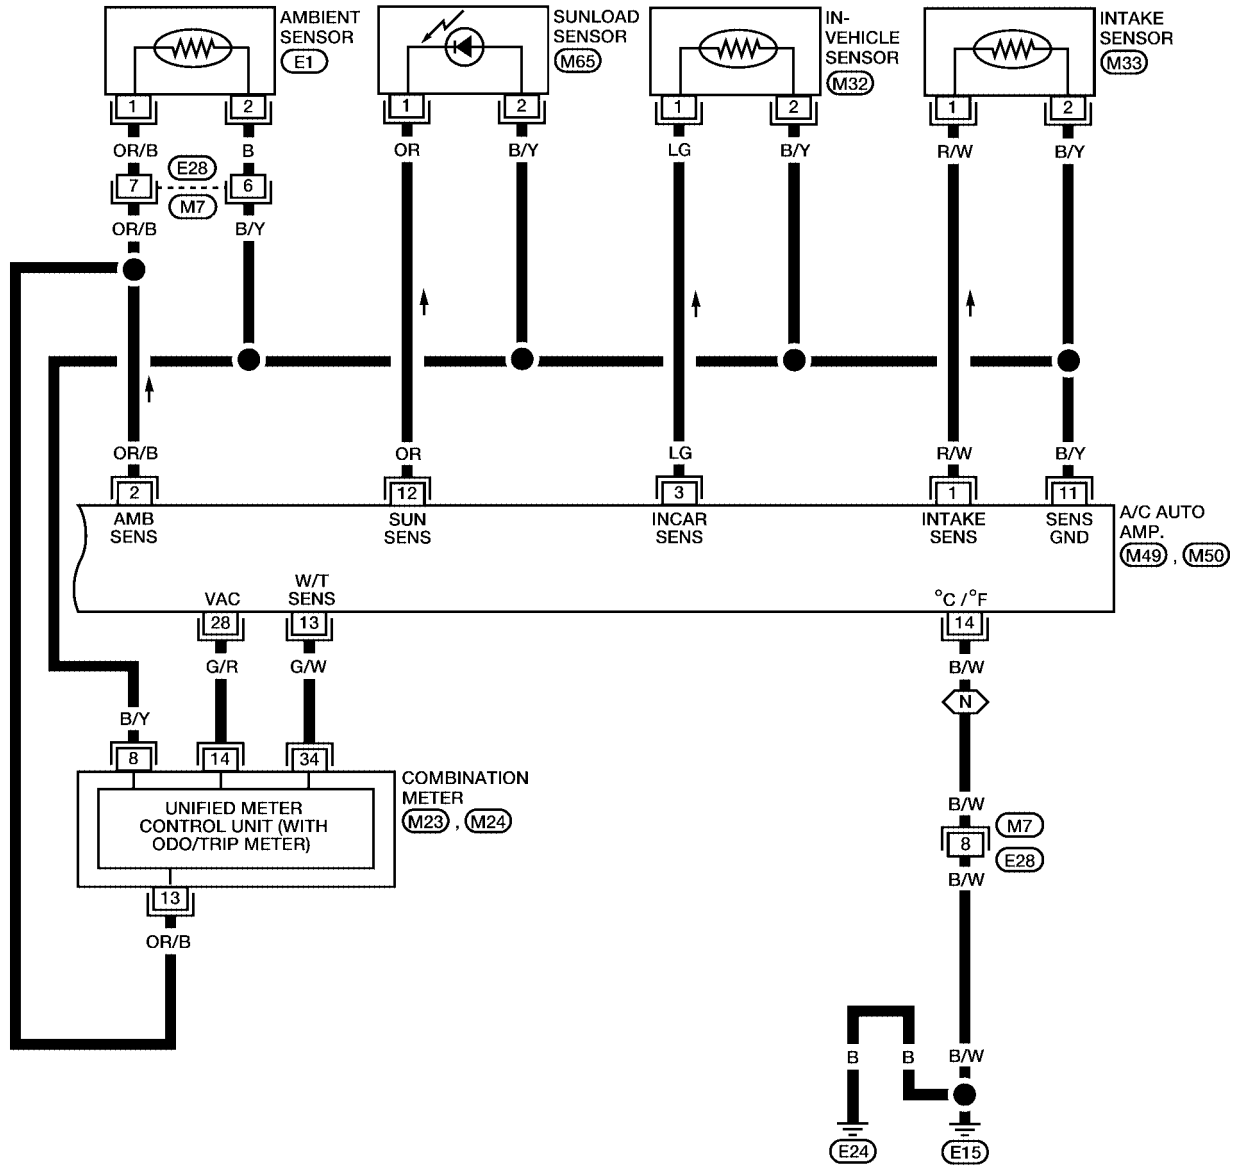 AMBIENT
SENSOR
E1
SUNLOAD
SENSOR
M65
IN-
VEHICLE
SENSOR
M32
INTAKE
SENSOR
M33
1
2
1
2
1
2
1
2
OR/B
B
OR
B/Y
LG
B/Y
R/W
B/Y
E28
7
6
M7
OR/B
B/Y
OR/B
OR
LG
R/W
B/Y
2
12
3
1
11
AMB
SENS
SUN
SENS
INCAR
SENS
INTAKE
SENS
SENS
GND
A/C AUTO
AMP.
M49 , M50
VAC
W/T
SENS
°C /°F
28
13
14
G/R
G/W
B/W
N
B/Y
8
14
34
COMBINATION
METER
M23 , M24
UNIFIED METER
CONTROL UNIT (WITH
ODO/TRIP METER)
13
OR/B
B/W
M7
8
E28
B/W
B
B
B/W
E24
E15